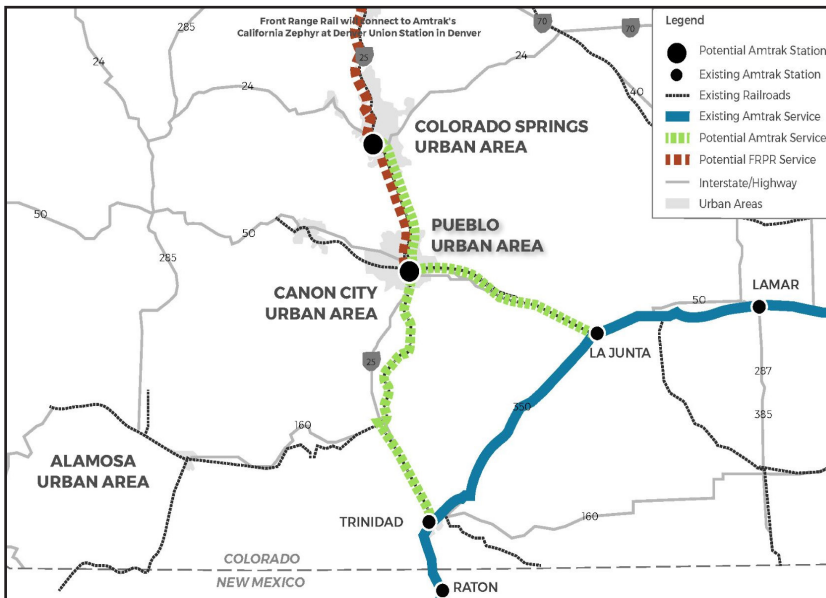 Front Range Rail will connect to Amtrak's
California Zephyr at Denver Union Station in Denver
285
24
24
25
70
70
24
40
Legend
Potential Amtrak Station
Existing Amtrak Station
Existing Railroads
Existing Amtrak Service
Potential Amtrak Service
Potential FRPR Service
Interstate/Highway
Urban Areas
COLORADO SPRINGS
URBAN AREA
50
50
285
PUEBLO
URBAN AREA
CANON CITY
URBAN AREA
LAMAR
50
LA JUNTA
25
287
350
385
160
ALAMOSA
URBAN AREA
TRINIDAD
160
COLORADO
NEW MEXICO
RATON